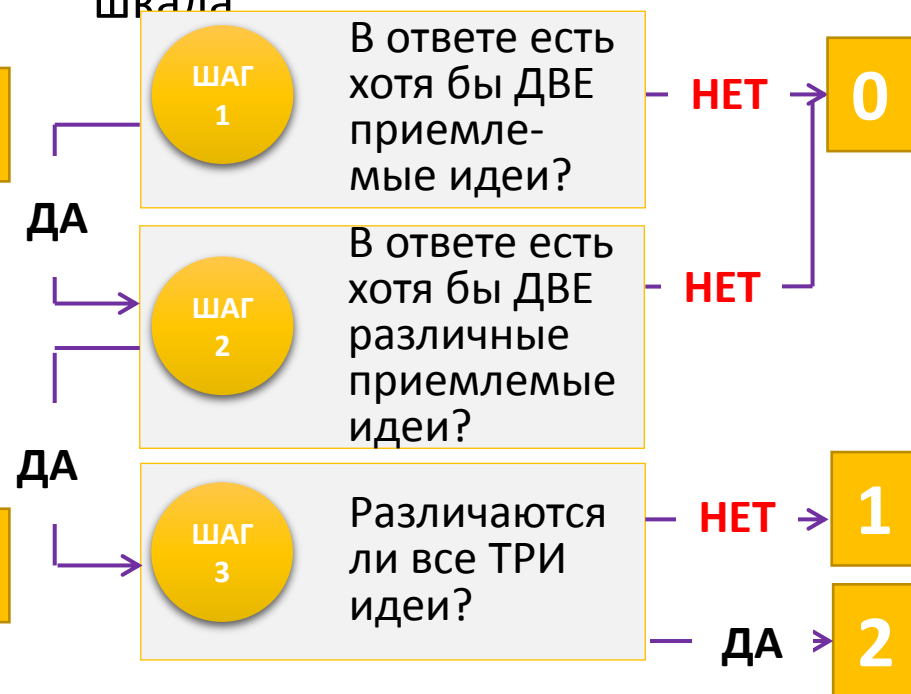 шкала
ШАГ
1
В ответе есть
хотя бы ДВЕ
приемле-
мые идеи?
НЕТ
0
ДА
ШАГ
2
В ответе есть
хотя бы ДВЕ
различные
приемлемые
идеи?
НЕТ
ДА
ШАГ
3
Различаются
ли все ТРИ
идеи?
НЕТ
1
ДА
2